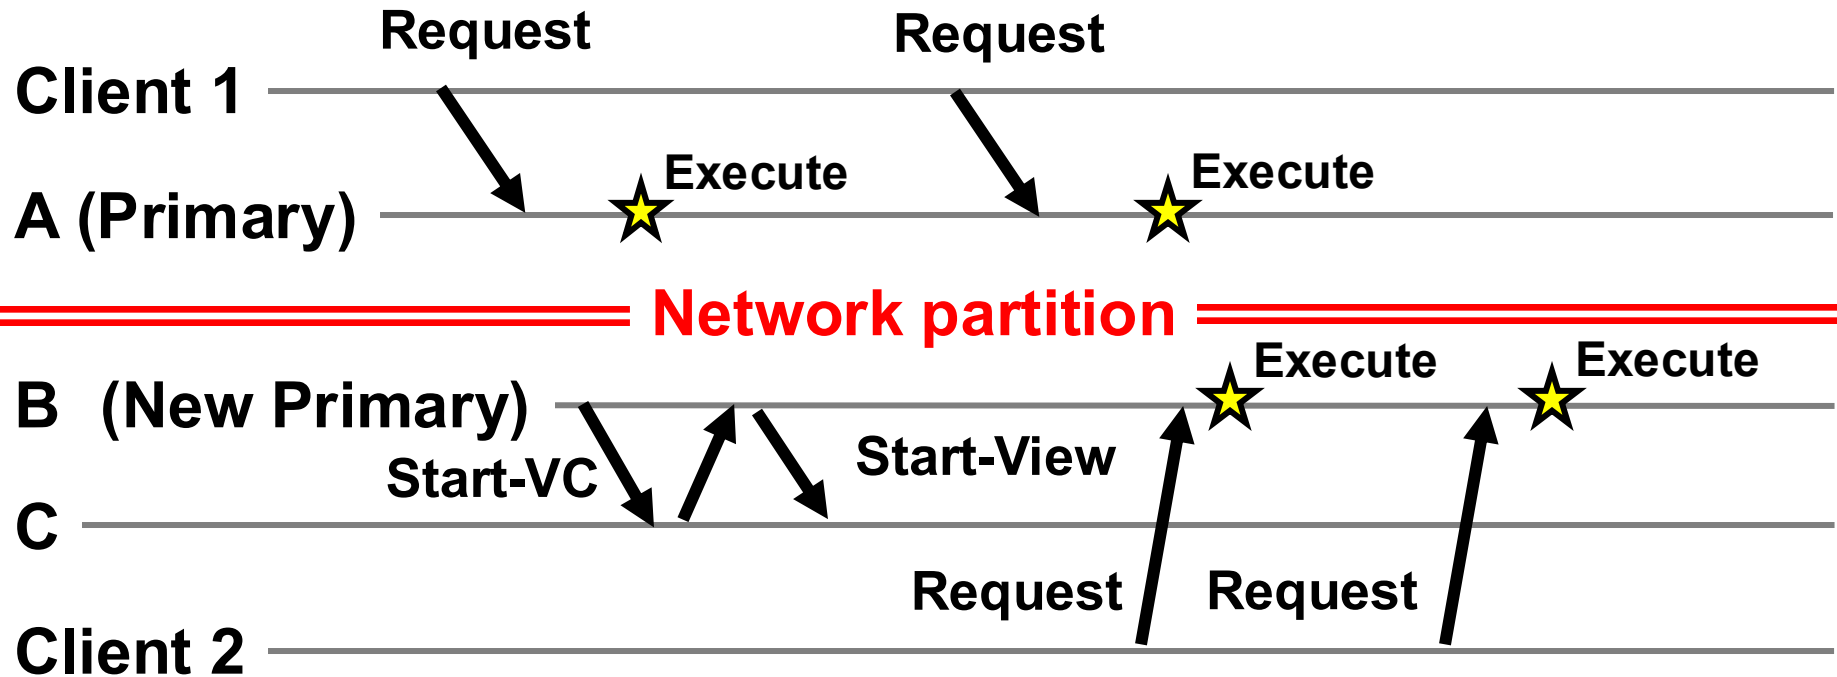 Request
Request
Client 1
Execute
Execute
A (Primary)
Network partition
Execute
Execute
B (New Primary)
Start-VC
Start-View
C
Request
Request
Client 2